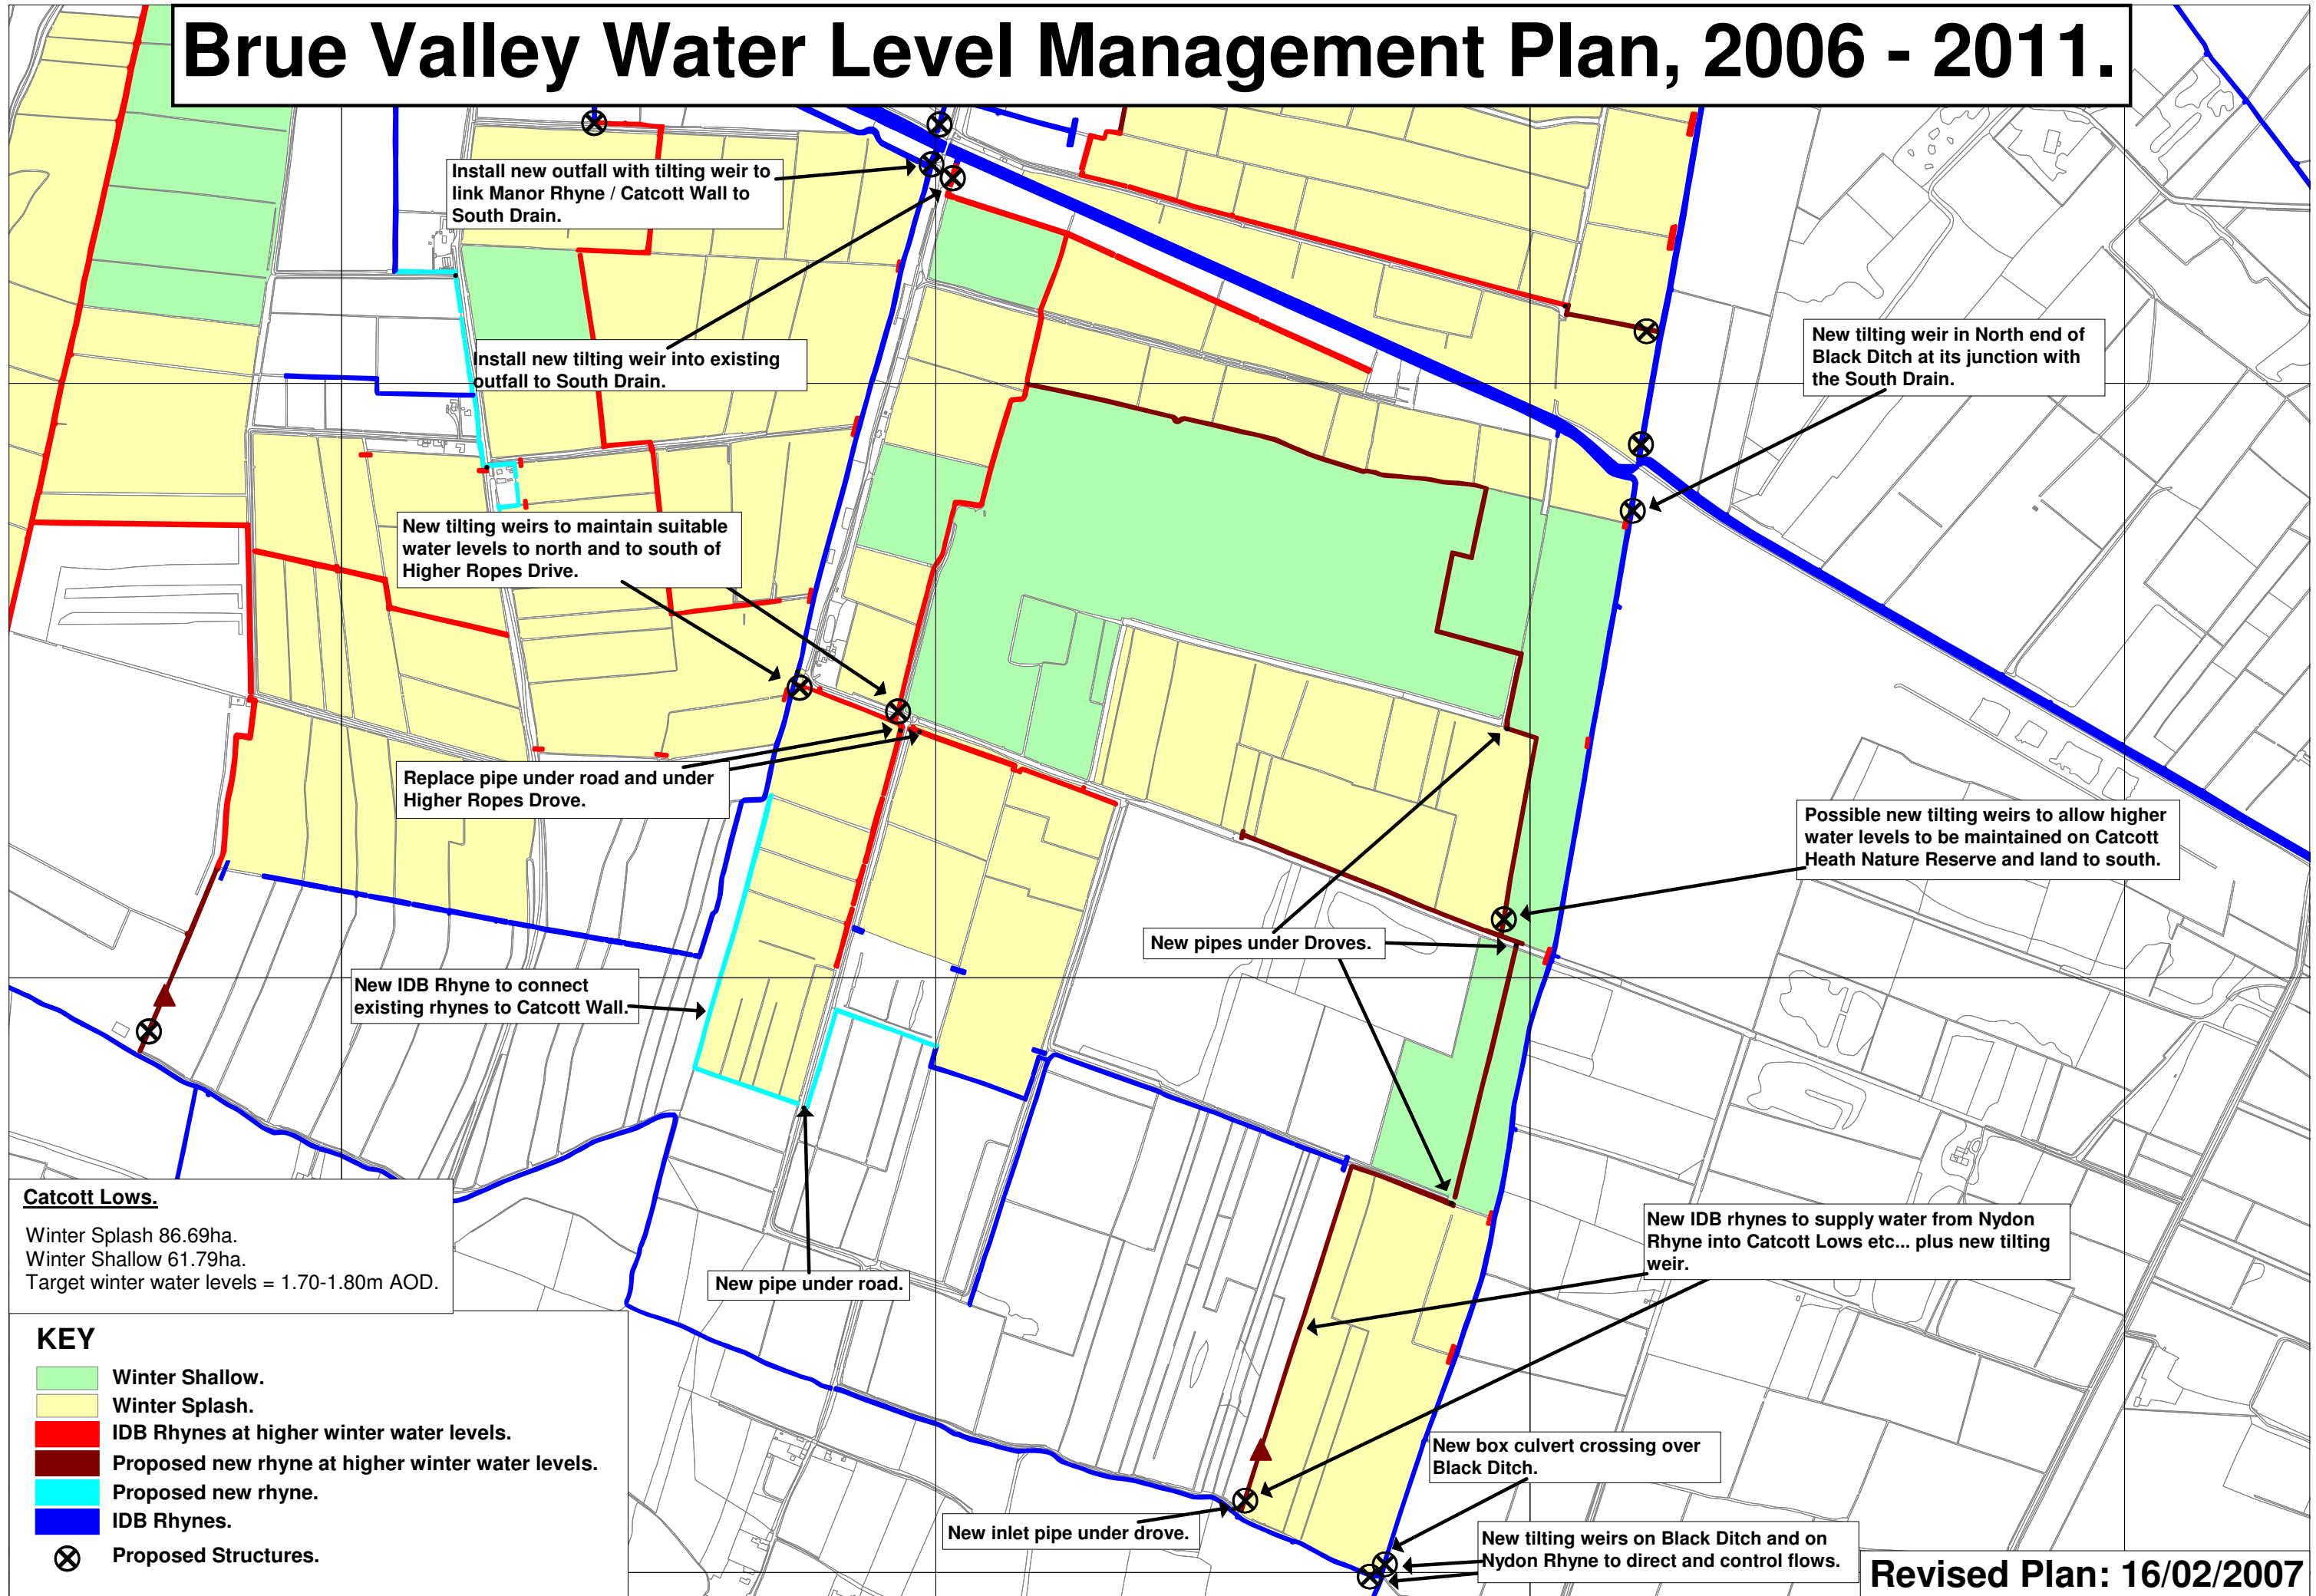 Brue Valley Water Level Management Plan, 2006 - 2011.
Install new outfall with tilting weir to
link Manor Rhyne / Catcott Wall to
South Drain.
Install new tilting weir into existing
outfall to South Drain.
New tilting weir in North end of
Black Ditch at its junction with
the South Drain.
New tilting weirs to maintain suitable
water levels to north and to south of
Higher Ropes Drive.
Replace pipe under road and under
Higher Ropes Drove.
Possible new tilting weirs to allow higher
water levels to be maintained on Catcott
Heath Nature Reserve and land to south.
New pipes under Droves.
New IDB Rhyne to connect
existing rhynes to Catcott Wall.
Catcott Lows.
Winter Splash 86.69ha.
Winter Shallow 61.79ha.
Target winter water levels = 1.70-1.80m AOD.
New IDB rhynes to supply water from Nydon
Rhyne into Catcott Lows etc... plus new tilting
weir.
New pipe under road.
KEY
Winter Shallow.
Winter Splash.
IDB Rhynes at higher winter water levels.
Proposed new rhyne at higher winter water levels.
Proposed new rhyne.
IDB Rhynes.
Proposed Structures.
New box culvert crossing over
Black Ditch.
New inlet pipe under drove.
New tilting weirs on Black Ditch and on
Nydon Rhyne to direct and control flows.
Revised Plan: 16/02/2007